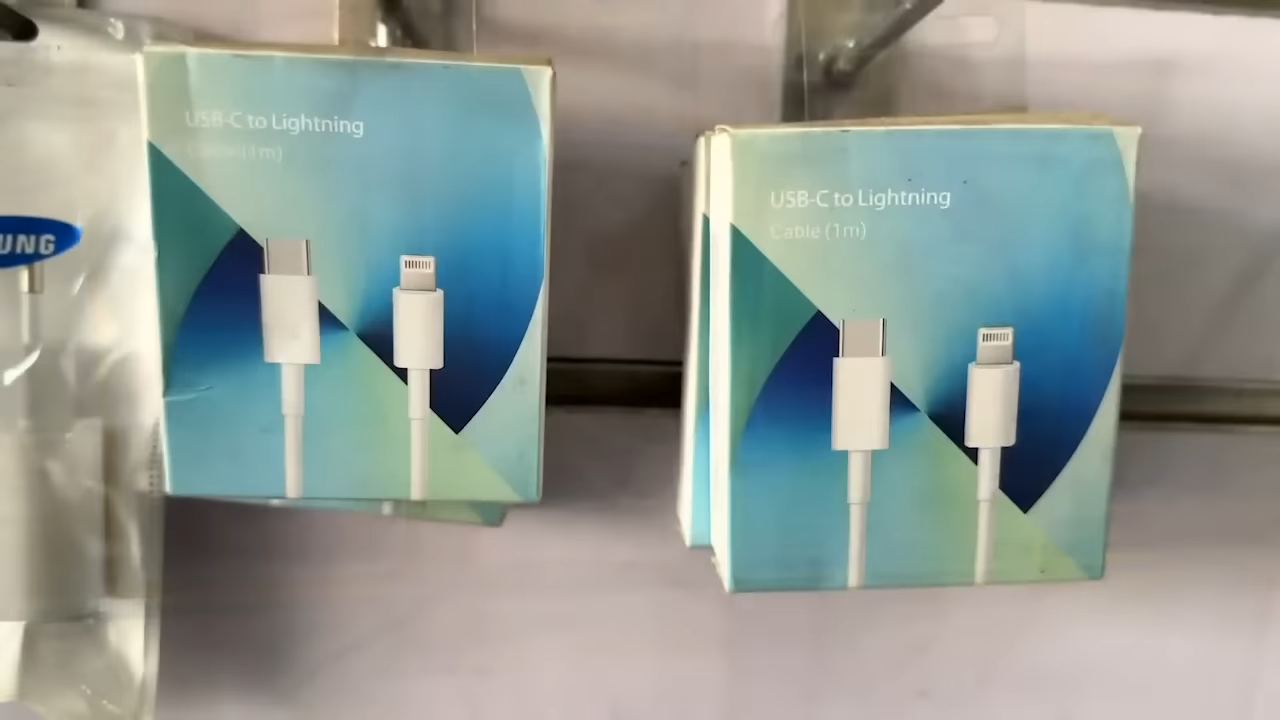 USB-C to Lightning
Cable (1m)
UNG
USB-C to Lightning
Cable (1m)